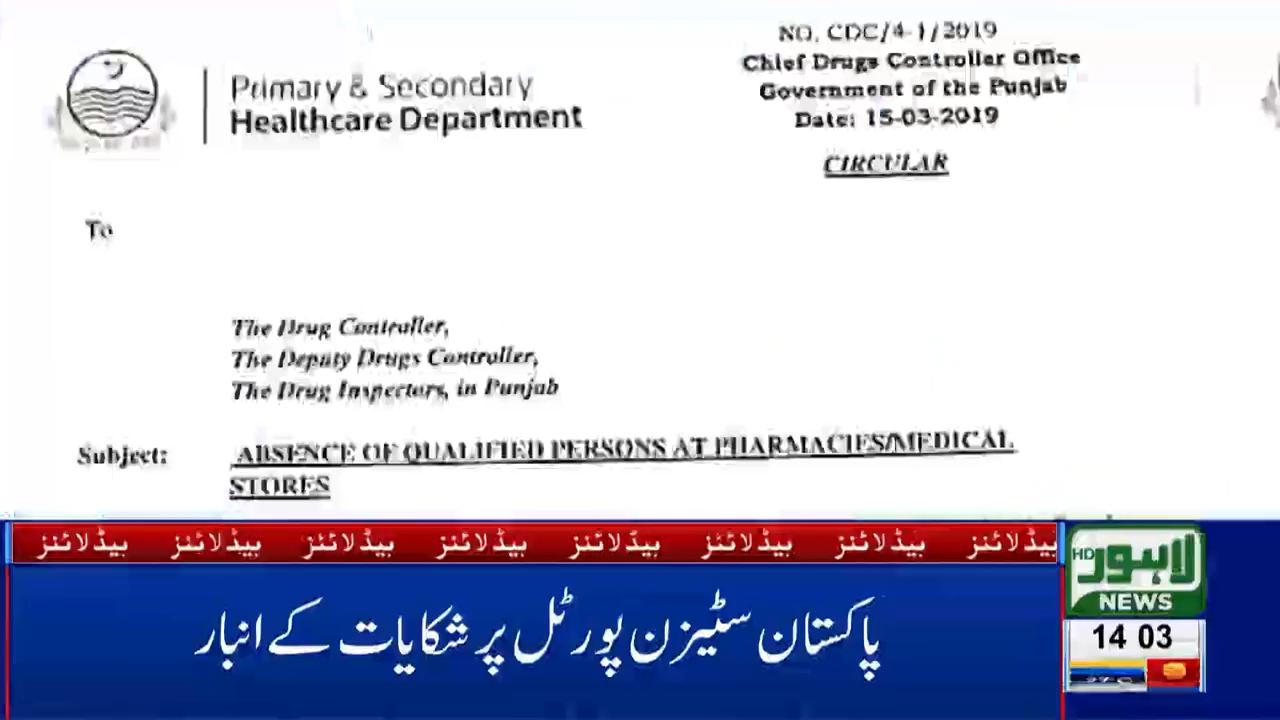 Primary & Secondary
Healthcare Department
NO. CDC/4-1/2019
Chief Drugs Controller Office
Government of the Punjab
Date: 15-03-2019
CIRCULAR
To
The Drug Controller,
The Deputy Drugs Controller,
The Drug Inspectors, in Punjab
Subject: ABSENCE OF QUALIFIED PERSONS AT PHARMACIES/MEDICAL
STORES
ہیڈلائنز ہیڈلائنز ہیڈلائنز ہیڈلائنز ہیڈلائنز ہیڈلائنز ہیڈلائنز ہیڈلائنز
پاکستان سٹیزن پورٹل پر شکایات کے انبار
لاہور HD
NEWS
14 03